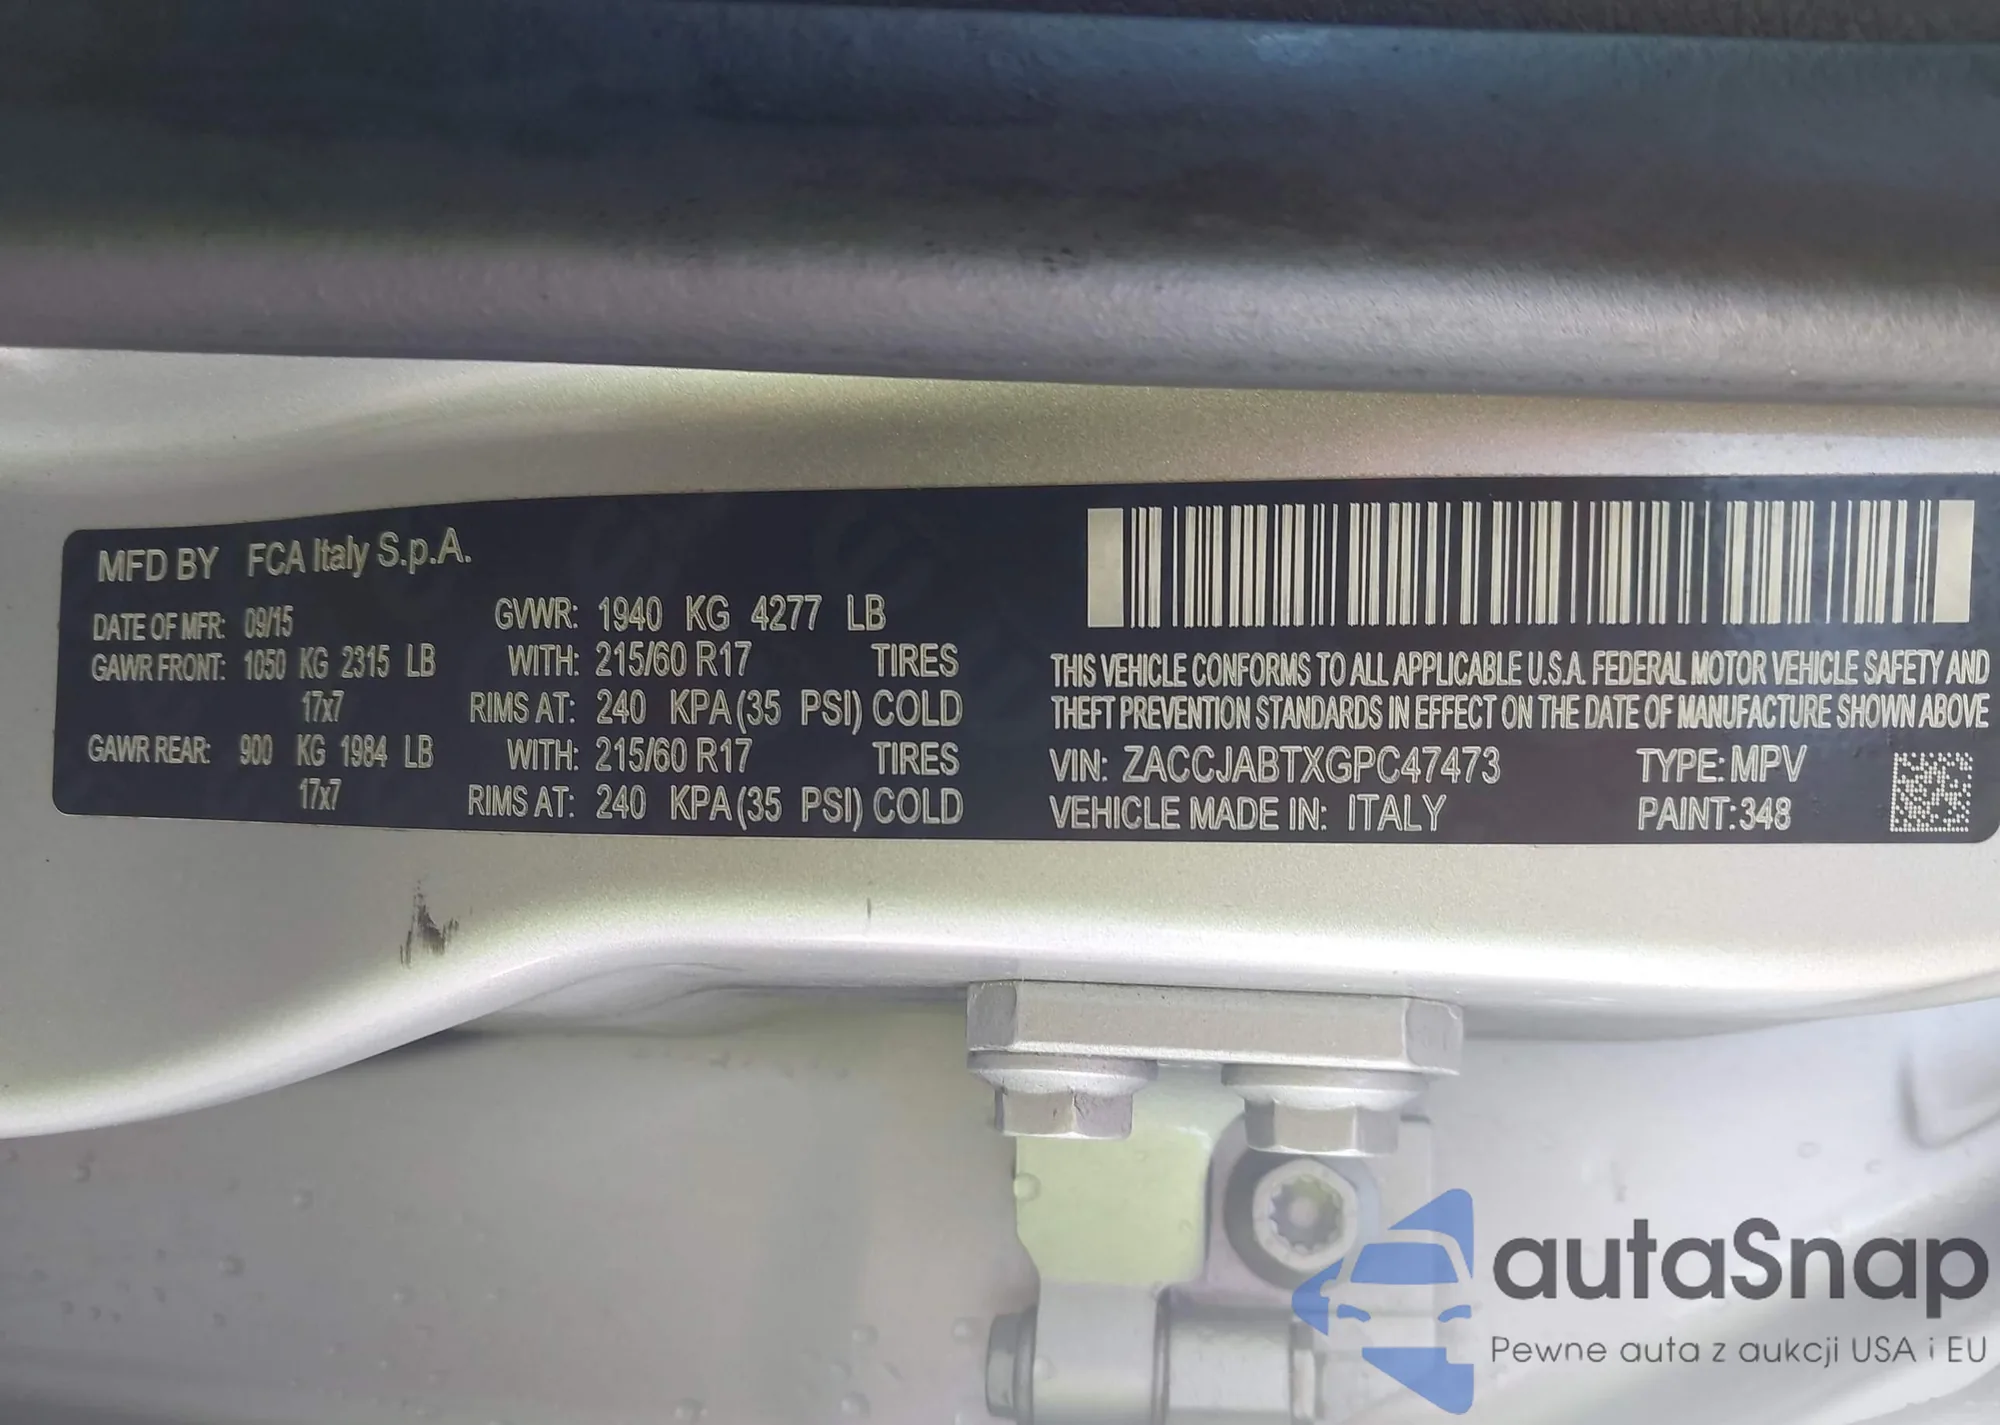 MFD BY FCA Italy S.p.A.
DATE OF MFR: 09/15 GVWR: 1940 KG 4277 LB
GAWR FRONT: 1050 KG 2315 LB WITH: 215/60 R17 TIRES
17x7 RIMS AT: 240 KPA(35 PSI) COLD
GAWR REAR: 900 KG 1984 LB WITH: 215/60 R17 TIRES
17x7 RIMS AT: 240 KPA(35 PSI) COLD
THIS VEHICLE CONFORMS TO ALL APPLICABLE U.S.A. FEDERAL MOTOR VEHICLE SAFETY AND
THEFT PREVENTION STANDARDS IN EFFECT ON THE DATE OF MANUFACTURE SHOWN ABOVE
VIN: ZACCJABTXGPC47473 TYPE: MPV
VEHICLE MADE IN: ITALY PAINT: 348
autaSnap
Pewne auta z aukcji USA i EU